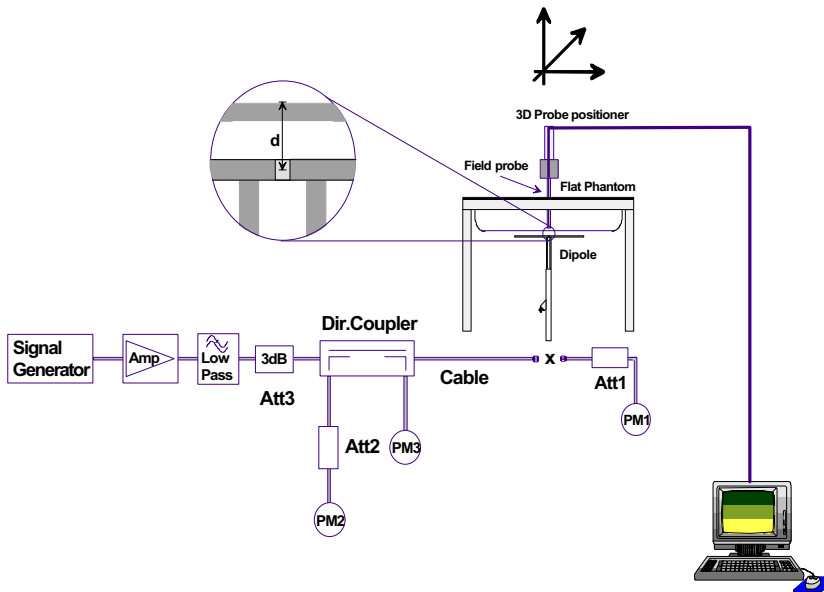 3D Probe positioner
d
Field probe
Flat Phantom
Dipole
Dir.Coupler
Signal
Generator
Amp
Low
Pass
3dB
Cable
x
Att1
Att3
PM1
Att2
PM3
PM2